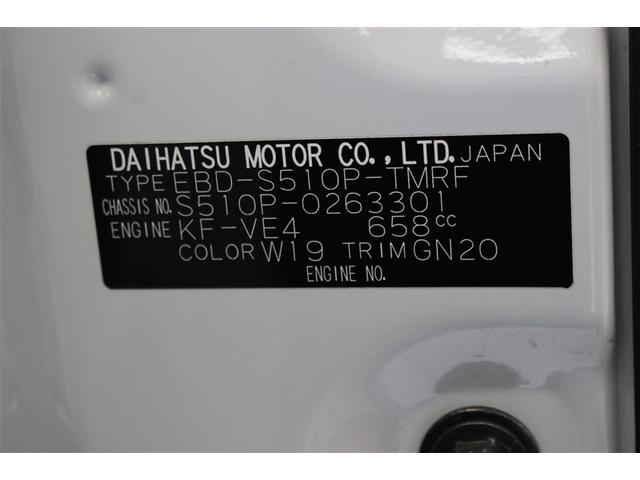 DAIHATSU MOTOR CO.,LTD. JAPAN
TYPE EBD-S510P-TMRF
CHASSIS NO. S510P-0263301
ENGINE KF-VE4 658cc
COLOR W19 TRIM GN20
ENGINE NO.